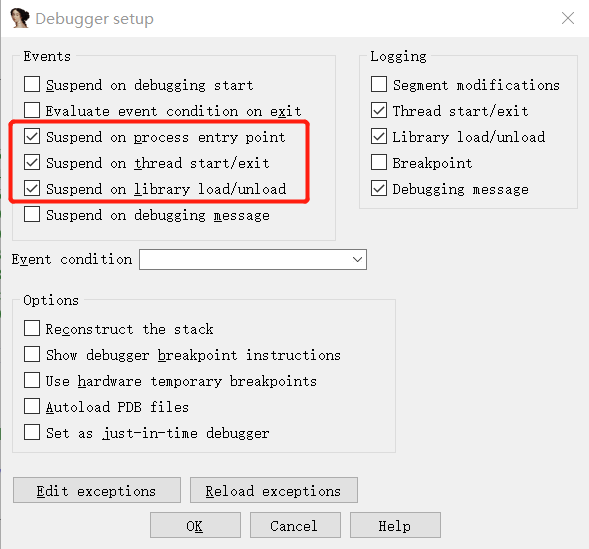 Debugger setup
Events
Suspend on debugging start
Evaluate event condition on exit
Suspend on process entry point
Suspend on thread start/exit
Suspend on library load/unload
Suspend on debugging message
Logging
Segment modifications
Thread start/exit
Library load/unload
Breakpoint
Debugging message
Event condition
Options
Reconstruct the stack
Show debugger breakpoint instructions
Use hardware temporary breakpoints
Autoload PDB files
Set as just-in-time debugger
Edit exceptions
Reload exceptions
OK
Cancel
Help